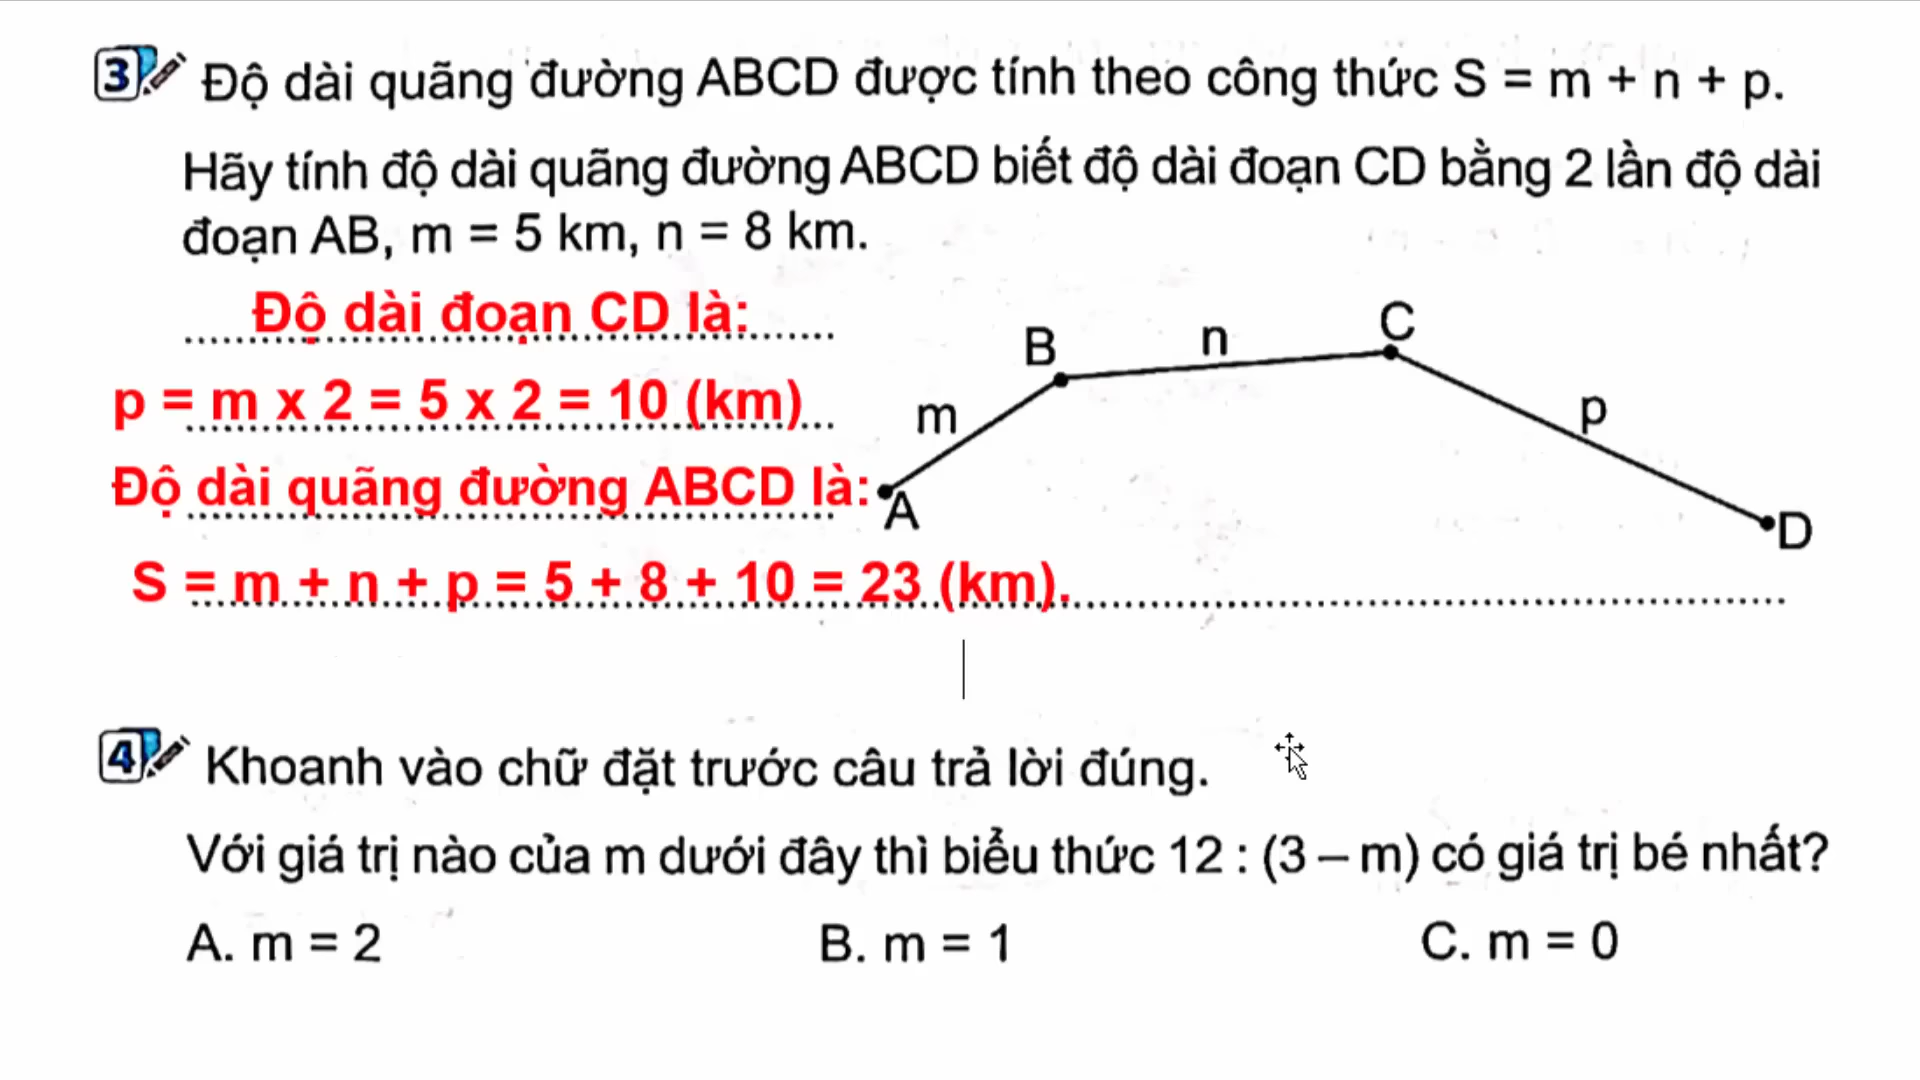 3 Độ dài quãng đường ABCD được tính theo công thức S = m + n + p.
Hãy tính độ dài quãng đường ABCD biết độ dài đoạn CD bằng 2 lần độ dài
đoạn AB, m = 5 km, n = 8 km.
Độ dài đoạn CD là:
p = m x 2 = 5 x 2 = 10 (km)
Độ dài quãng đường ABCD là:
S = m + n + p = 5 + 8 + 10 = 23 (km).
B
n
C
m
p
A
D
4 Khoanh vào chữ đặt trước câu trả lời đúng.
Với giá trị nào của m dưới đây thì biểu thức 12 : (3 – m) có giá trị bé nhất?
A. m = 2
B. m = 1
C. m = 0